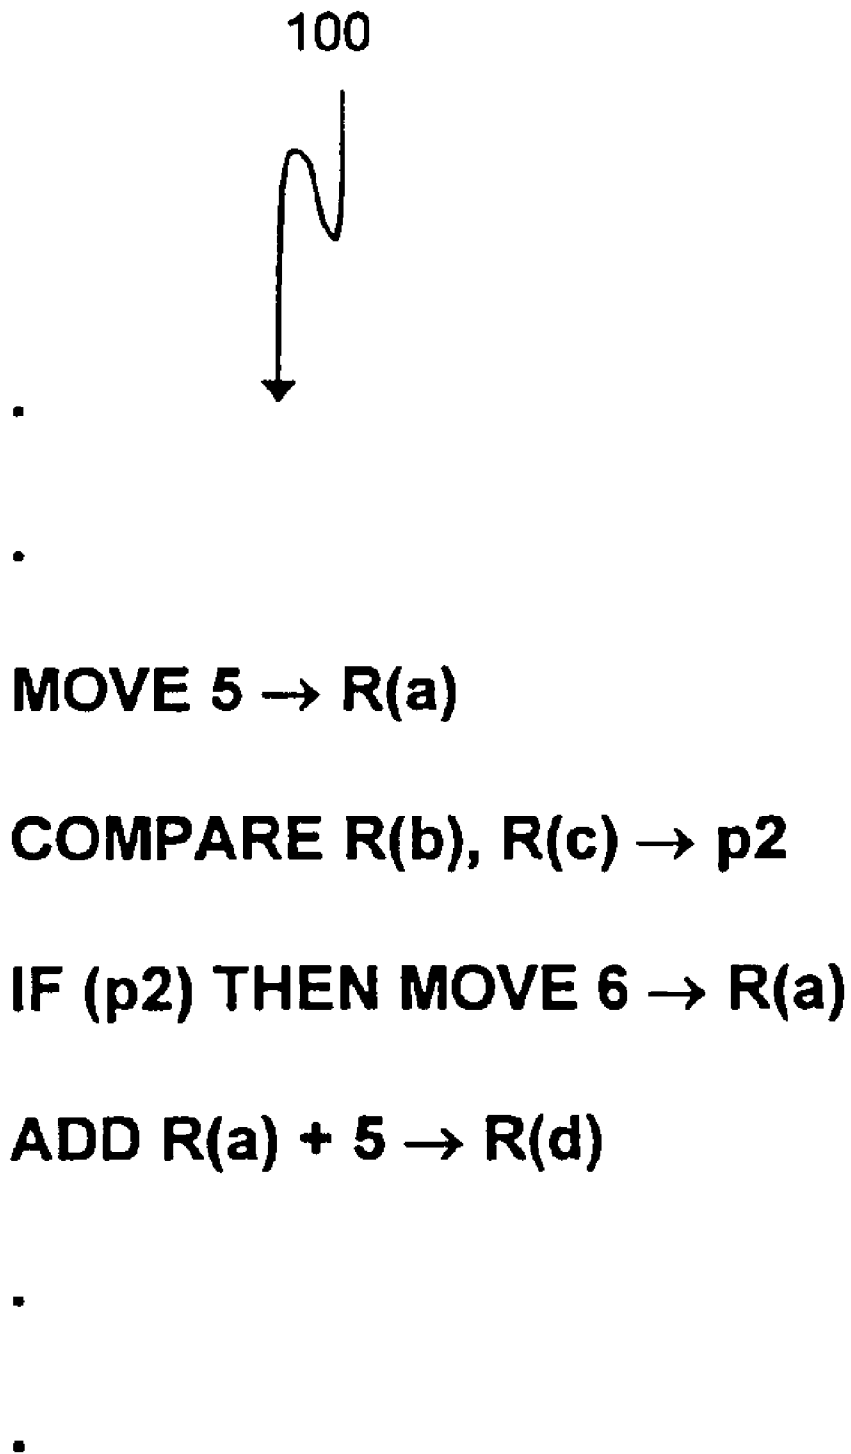 100
.
.
MOVE 5 → R(a)
COMPARE R(b), R(c) → p2
IF (p2) THEN MOVE 6 → R(a)
ADD R(a) + 5 → R(d)
.
.